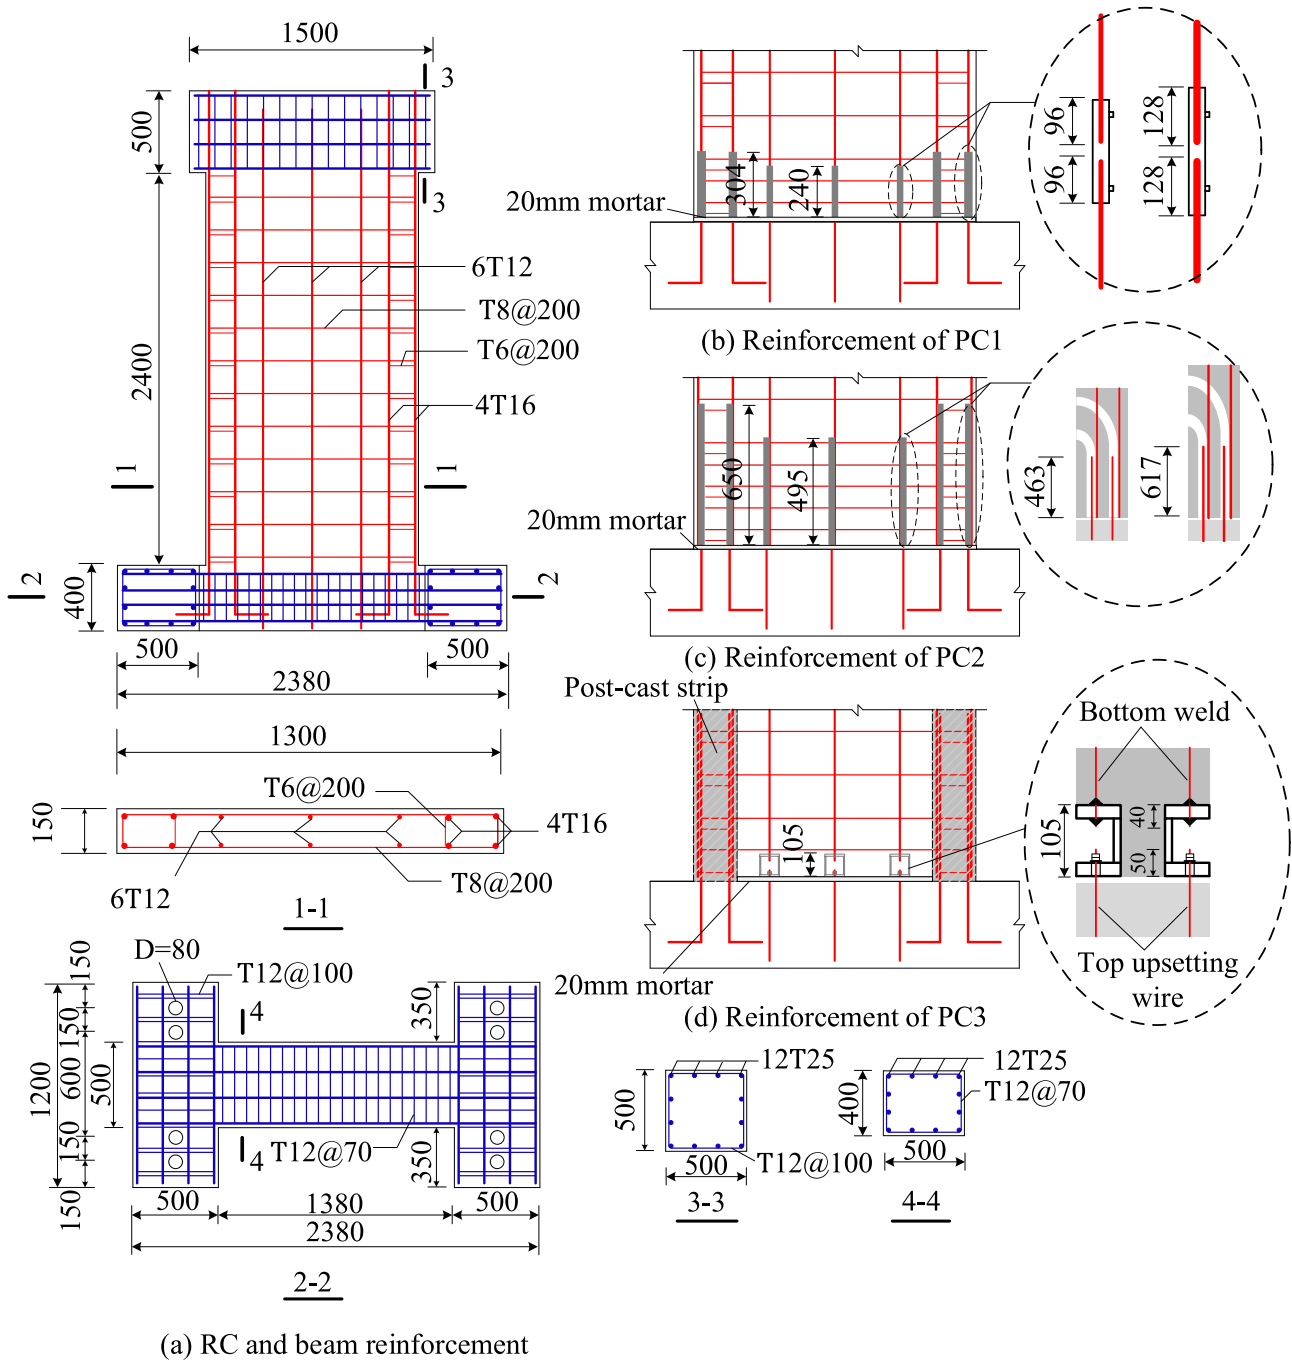 1500
3
500
3
6T12
T8@200
T6@200
2400
4T16
1
1
2
2
400
500
500
2380
1300
T6@200
150
4T16
6T12
T8@200
1-1
D=80
T12@100
150
150
1200
600
500
350
4
4
T12@70
350
150
150
500
1380
500
2380
2-2
(a) RC and beam reinforcement
304
240
20mm mortar
96
96
128
128
(b) Reinforcement of PC1
650
495
20mm mortar
463
617
(c) Reinforcement of PC2
Post-cast strip
105
20mm mortar
Bottom weld
105
40
50
Top upsetting
wire
(d) Reinforcement of PC3
12T25
500
T12@100
500
3-3
12T25
400
T12@70
500
4-4